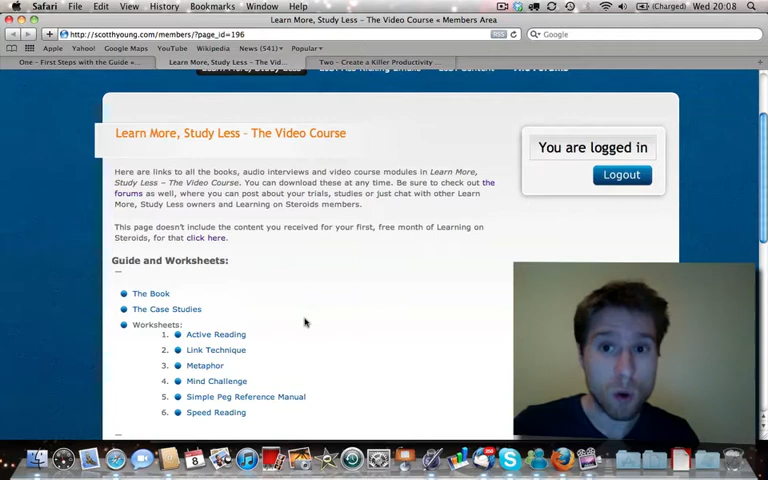 Safari File Edit View History Bookmarks Window Help
(Charged) Wed 20:08
Learn More, Study Less – The Video Course « Members Area
http://scotthyoung.com/members/?page_id=196
RSS
Google
Apple Yahoo! Google Maps YouTube Wikipedia News (541) Popular
One – First Steps with the Guide «...
Learn More, Study Less – The Vid...
Two – Create a Killer Productivity ...
Learn More, Study Less – The Video Course
You are logged in
Logout
Here are links to all the books, audio interviews and video course modules in Learn More,
Study Less – The Video Course. You can download these at any time. Be sure to check out the
forums as well, where you can post about your trials, studies or just chat with other Learn
More, Study Less owners and Learning on Steroids members.
This page doesn't include the content you received for your first, free month of Learning on
Steroids, for that click here.
Guide and Worksheets:
—
The Book
The Case Studies
Worksheets:
1. Active Reading
2. Link Technique
3. Metaphor
4. Mind Challenge
5. Simple Peg Reference Manual
6. Speed Reading
—
8